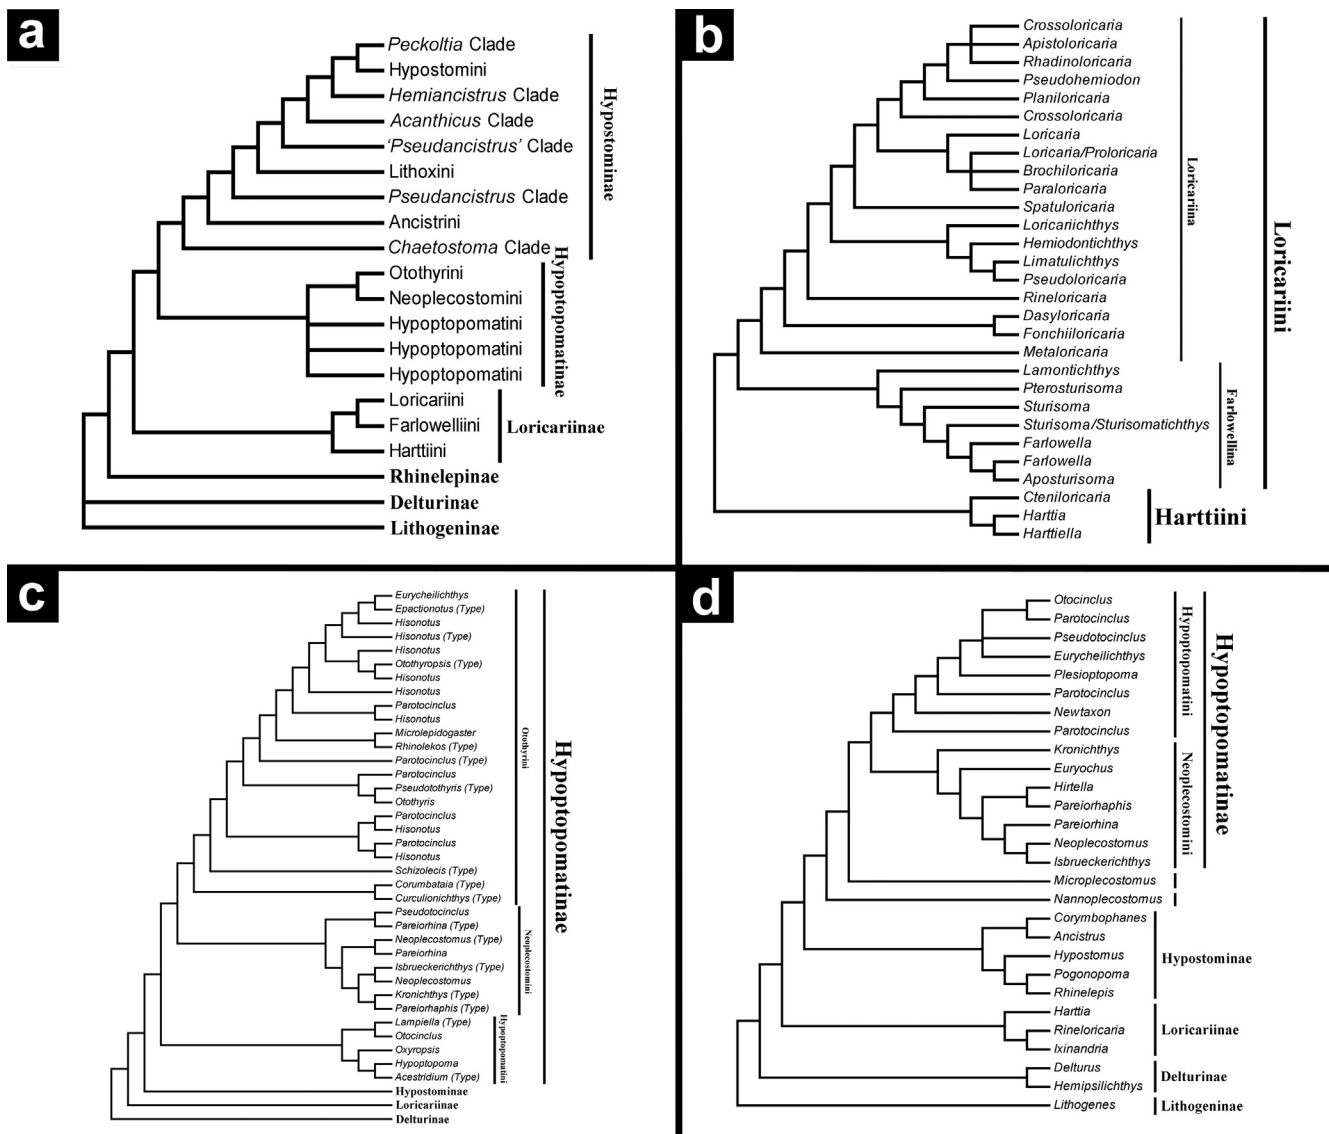 a
Peckoltia Clade
Hypostomini
Hemiancistrus Clade
Acanthicus Clade
'Pseudancistrus' Clade
Lithoxini
Pseudancistrus Clade
Ancistrini
Chaetostoma Clade
Hypostominae
Otothyrini
Neoplecostomini
Hypoptopomatini
Hypoptopomatini
Hypoptopomatini
Hypoptopomatinae
Loricariini
Farlowelliini
Harttiini
Loricariinae
Rhinelepinae
Delturinae
Lithogeninae
b
Crossoloricaria
Apistoloricaria
Rhadinoloricaria
Pseudohemiodon
Planiloricaria
Crossoloricaria
Loricaria
Loricaria/Proloricaria
Brochiloricaria
Paraloricaria
Spatuloricaria
Loricariichthys
Hemiodontichthys
Limatulichthys
Pseudoloricaria
Rineloricaria
Dasyloricaria
Fonchiiloricaria
Metaloricaria
Loricariina
Lamontichthys
Pterosturisoma
Sturisoma
Sturisoma/Sturisomatichthys
Farlowella
Farlowella
Aposturisoma
Farlowellina
Loricariini
Cteniloricaria
Harttia
Harttiella
Harttiini
c
Eurycheilichthys
Epactionotus (Type)
Hisonotus
Hisonotus (Type)
Hisonotus
Otothyropsis (Type)
Hisonotus
Hisonotus
Parotocinclus
Hisonotus
Microlepidogaster
Rhinolekos (Type)
Parotocinclus (Type)
Parotocinclus
Pseudotothyris (Type)
Otothyris
Parotocinclus
Hisonotus
Parotocinclus
Hisonotus
Schizolecis (Type)
Corumbataia (Type)
Curculionichthys (Type)
Otothyrini
Pseudotocinclus
Pareiorhina (Type)
Neoplecostomus (Type)
Pareiorhina
Isbrueckerichthys (Type)
Neoplecostomus
Kronichthys (Type)
Pareiorhaphis (Type)
Neoplecostomini
Lampiella (Type)
Otocinclus
Oxyropsis
Hypoptopoma
Acestridium (Type)
Hypoptopomatini
Hypoptopomatinae
Hypostominae
Loricariinae
Delturinae
d
Otocinclus
Parotocinclus
Pseudotocinclus
Eurycheilichthys
Plesioptopoma
Parotocinclus
Newtaxon
Parotocinclus
Hypoptopomatini
Kronichthys
Euryochus
Hirtella
Pareiorhaphis
Pareiorhina
Neoplecostomus
Isbrueckerichthys
Neoplecostomini
Hypoptopomatinae
Microplecostomus
Nannoplecostomus
Corymbophanes
Ancistrus
Hypostomus
Pogonopoma
Rhinelepis
Hypostominae
Harttia
Rineloricaria
Ixinandria
Loricariinae
Delturus
Hemipsilichthys
Delturinae
Lithogenes
Lithogeninae